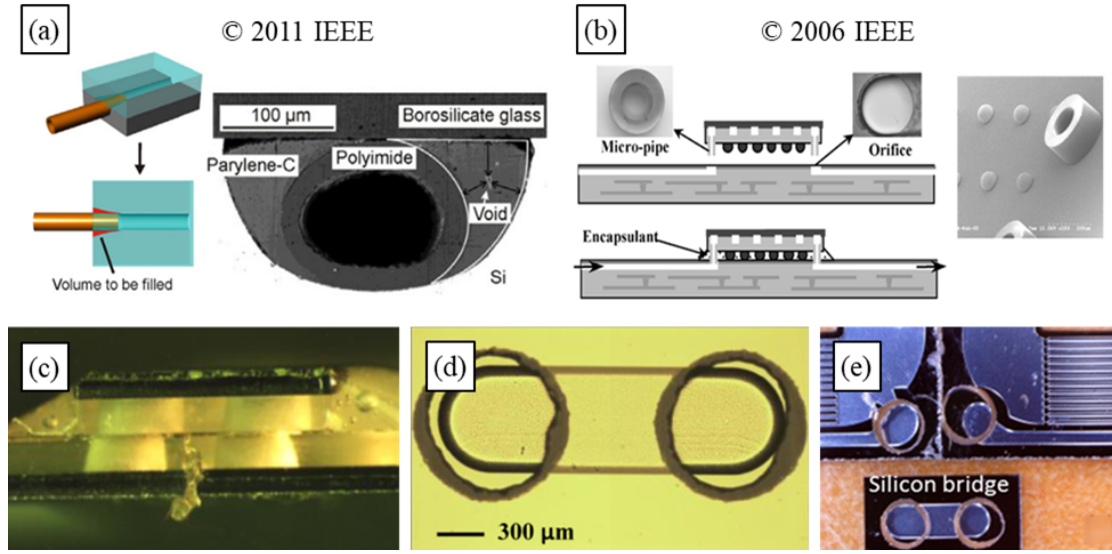 (a)
© 2011 IEEE
100 μm
Borosilicate glass
Parylene-C
Polyimide
Void
Si
Volume to be filled
(b)
© 2006 IEEE
Micro-pipe
Orifice
Encapsulant
(c)
(d)
300 μm
(e)
Silicon bridge